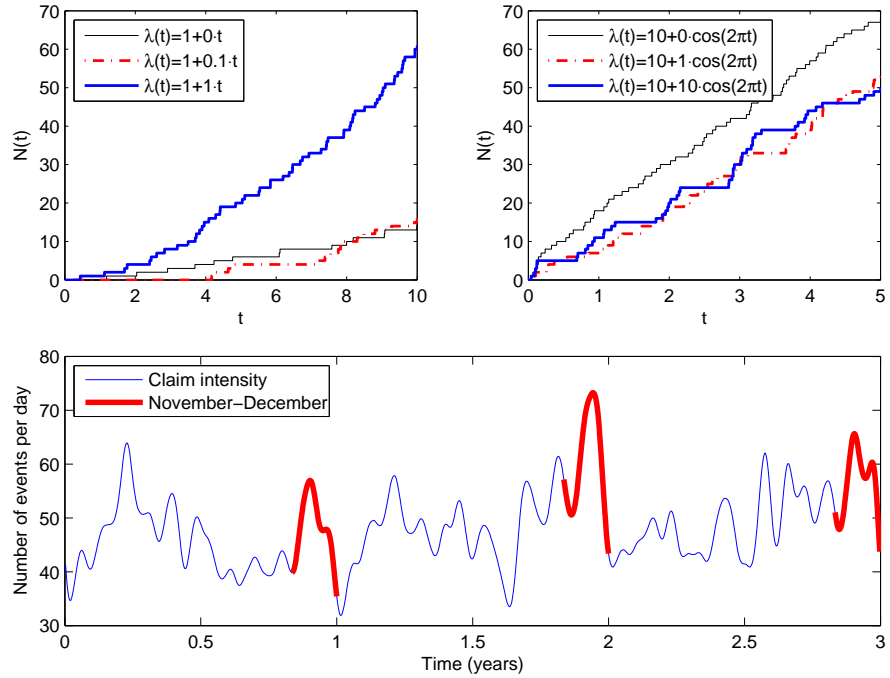 70
60
50
40
30
20
10
0
N(t)
0 2 4 6 8 10
t
λ(t)=1+0·t
λ(t)=1+0.1·t
λ(t)=1+1·t
70
60
50
40
30
20
10
0
N(t)
0 1 2 3 4 5
t
λ(t)=10+0·cos(2πt)
λ(t)=10+1·cos(2πt)
λ(t)=10+10·cos(2πt)
80
70
60
50
40
30
Number of events per day
0 0.5 1 1.5 2 2.5 3
Time (years)
Claim intensity
November−December